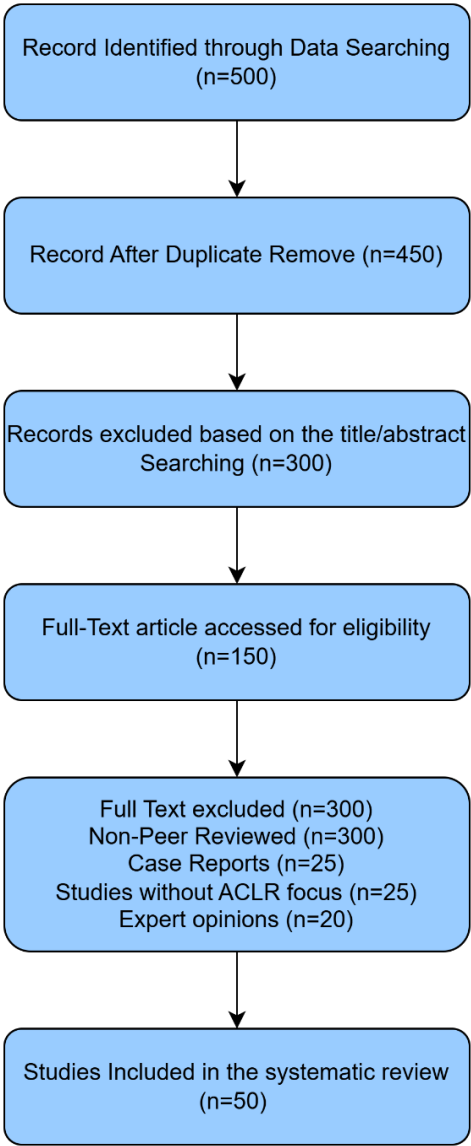 Record Identified through Data Searching
(n=500)
Record After Duplicate Remove (n=450)
Records excluded based on the title/abstract
Searching (n=300)
Full-Text article accessed for eligibility
(n=150)
Full Text excluded (n=300)
Non-Peer Reviewed (n=300)
Case Reports (n=25)
Studies without ACLR focus (n=25)
Expert opinions (n=20)
Studies Included in the systematic review
(n=50)